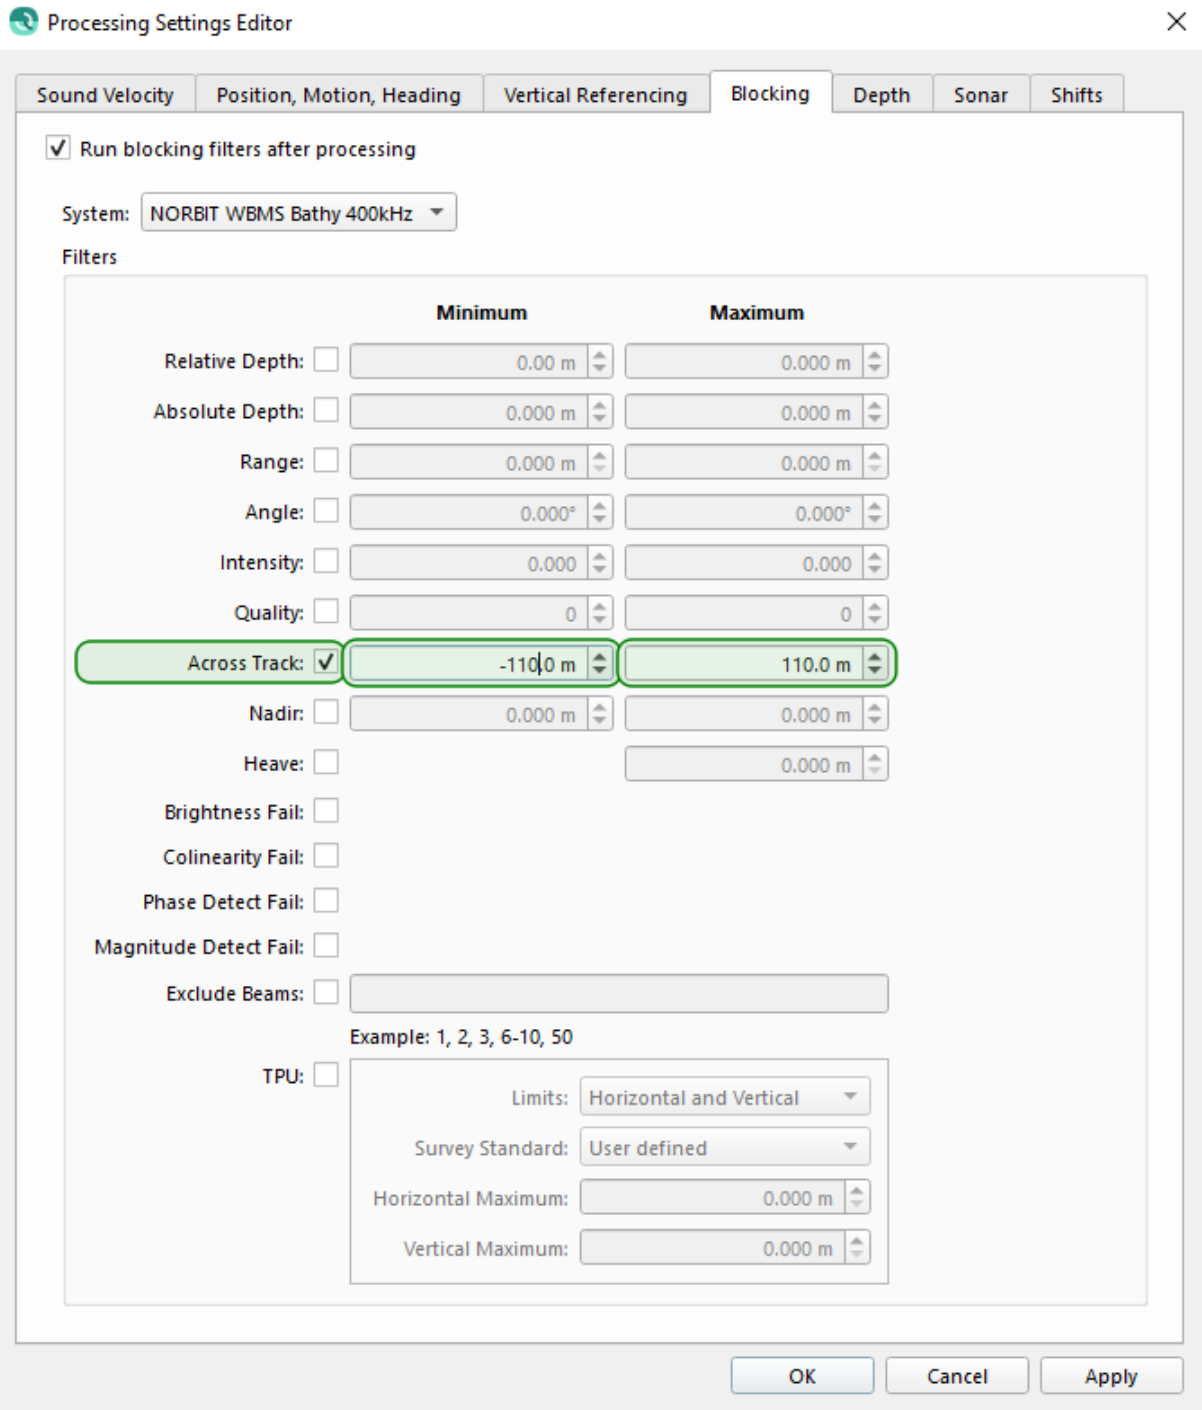 Processing Settings Editor
Sound Velocity Position, Motion, Heading Vertical Referencing Blocking Depth Sonar Shifts
Run blocking filters after processing
System: NORBIT WBMS Bathy 400kHz
Filters
Minimum Maximum
Relative Depth: 0.00 m 0.000 m
Absolute Depth: 0.000 m 0.000 m
Range: 0.000 m 0.000 m
Angle: 0.000° 0.000°
Intensity: 0.000 0.000
Quality: 0 0
Across Track: -110.0 m 110.0 m
Nadir: 0.000 m 0.000 m
Heave: 0.000 m
Brightness Fail:
Colinearity Fail:
Phase Detect Fail:
Magnitude Detect Fail:
Exclude Beams:
Example: 1, 2, 3, 6-10, 50
TPU:
Limits: Horizontal and Vertical
Survey Standard: User defined
Horizontal Maximum: 0.000 m
Vertical Maximum: 0.000 m
OK Cancel Apply